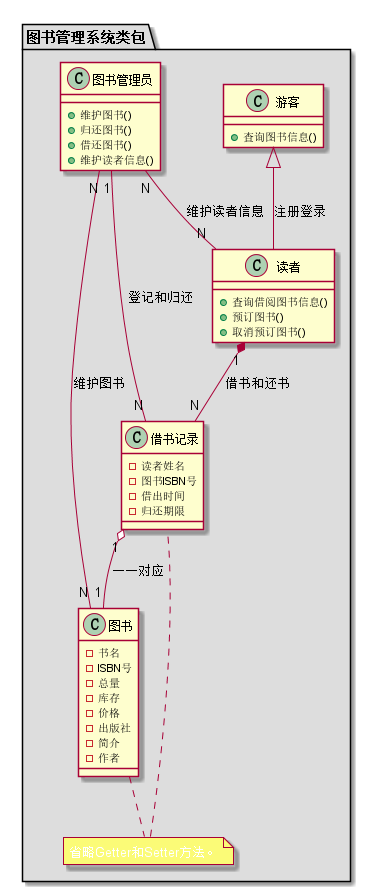 图书管理系统类包
C 图书管理员
维护图书()
归还图书()
借还图书()
维护读者信息()
C 游客
查询图书信息()
N
1
N
维护读者信息
注册登录
N
C 读者
查询借阅图书信息()
预订图书()
取消预订图书()
登记和归还
1
维护图书
借书和还书
N
N
C 借书记录
读者姓名
图书ISBN号
借出时间
归还期限
1
一一对应
N
1
C 图书
书名
ISBN号
总量
库存
价格
出版社
简介
作者
省略Getter和Setter方法。